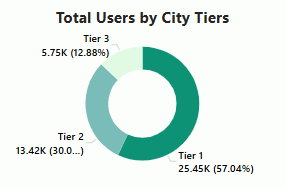 Total Users by City Tiers
Tier 3
5.75K (12.88%)
Tier 2
13.42K (30.0...)
Tier 1
25.45K (57.04%)